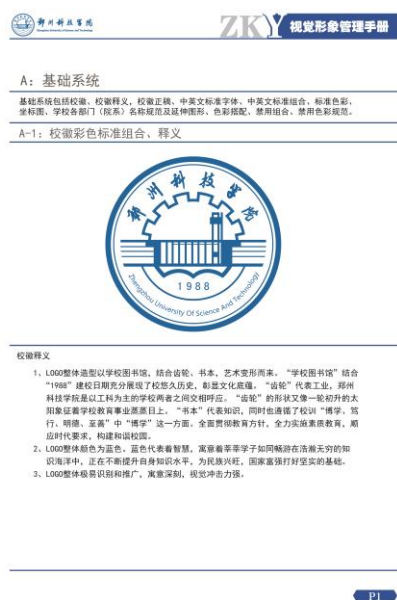 郑州科技学院
Zhengzhou University of Science and Technology
ZKY 视觉形象管理手册
A：基础系统
基础系统包括校徽、校徽释义，校徽正稿、中英文标准字体、中英文标准组合、标准色彩、
坐标图、学校各部门（院系）名称规范及延伸图形、色彩搭配、禁用组合、禁用色彩规范。
A-1：校徽彩色标准组合、释义
郑州科技学院
1988
Zhengzhou University Of Science And Technology
校徽释义
1、LOGO整体造型以学校图书馆，结合齿轮、书本，艺术变形而来。“学校图书馆”结合
“1988”建校日期充分展现了校悠久历史，彰显文化底蕴。“齿轮”代表工业，郑州
科技学院是以工科为主的学校两者之间交相呼应。“齿轮”的形状又像一轮初升的太
阳象征着学校教育事业蒸蒸日上。“书本”代表知识，同时也遵循了校训“博学、笃
行、明德、至善”中“博学”这一方面。全面贯彻教育方针，全力实施素质教育，顺
应时代要求，构建和谐校园。
2、LOGO整体颜色为蓝色。蓝色代表着智慧，寓意着莘莘学子如同畅游在浩瀚无穷的知
识海洋中，正在不断提升自身知识水平，为民族兴旺，国家富强打好坚实的基础。
3、LOGO整体极易识别和推广，寓意深刻，视觉冲击力强。
P1